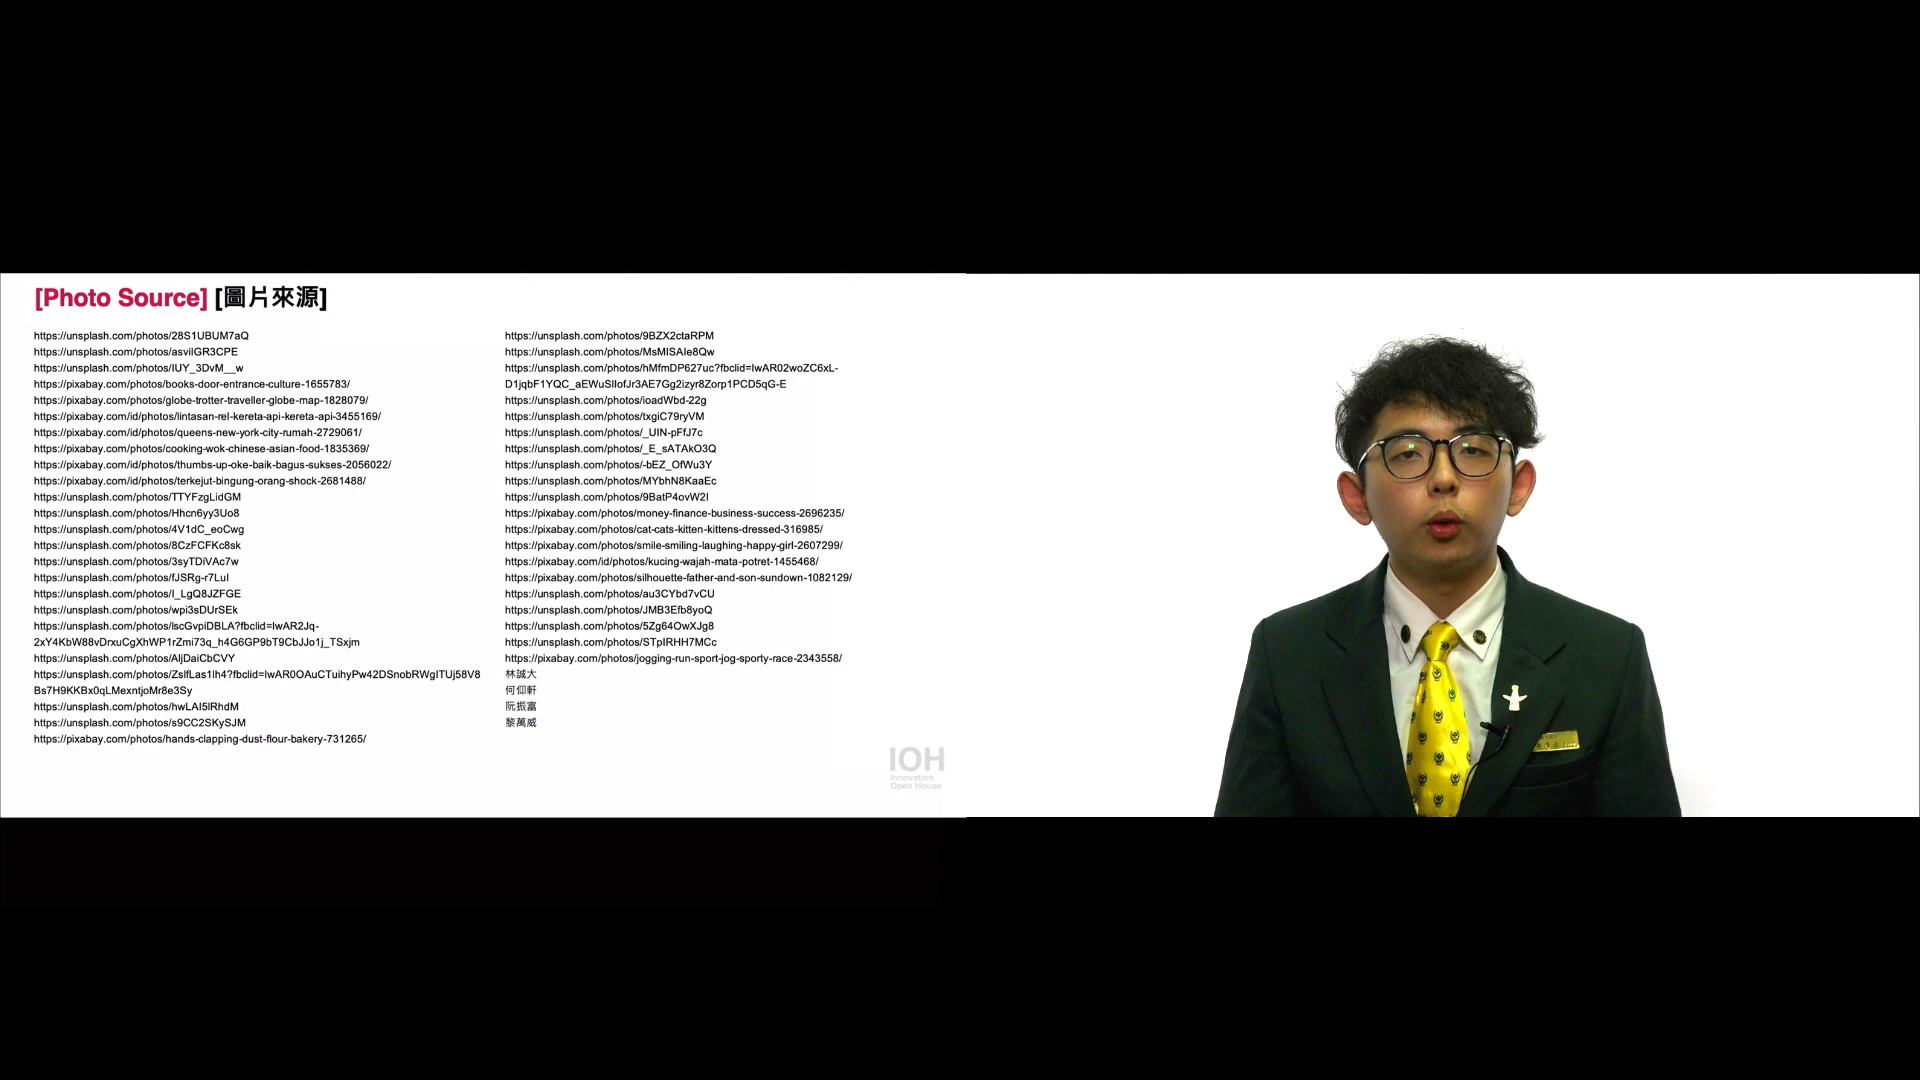 [Photo Source] [圖片來源]
https://unsplash.com/photos/28S1UBUM7aQ
https://unsplash.com/photos/asviIGR3CPE
https://unsplash.com/photos/IUY_3DvM__w
https://pixabay.com/photos/books-door-entrance-culture-1655783/
https://pixabay.com/photos/globe-trotter-traveller-globe-map-1828079/
https://pixabay.com/id/photos/lintasan-rel-kereta-api-kereta-api-3455169/
https://pixabay.com/id/photos/queens-new-york-city-rumah-2729061/
https://pixabay.com/photos/cooking-wok-chinese-asian-food-1835369/
https://pixabay.com/id/photos/thumbs-up-oke-baik-bagus-sukses-2056022/
https://pixabay.com/id/photos/terkejut-bingung-orang-shock-2681488/
https://unsplash.com/photos/TTYFzgLidGM
https://unsplash.com/photos/Hhcn6yy3Uo8
https://unsplash.com/photos/4V1dC_eoCwg
https://unsplash.com/photos/8CzFCFKc8sk
https://unsplash.com/photos/3syTDiVAc7w
https://unsplash.com/photos/fJSRg-r7LuI
https://unsplash.com/photos/I_LgQ8JZFGE
https://unsplash.com/photos/wpi3sDUrSEk
https://unsplash.com/photos/lscGvpiDBLA?fbclid=IwAR2Jq-
2xY4KbW88vDrxuCgXhWP1rZmi73q_h4G6GP9bT9CbJJo1j_TSxjm
https://unsplash.com/photos/AljDaiCbCVY
https://unsplash.com/photos/ZslfLas1lh4?fbclid=IwAR0OAuCTuihyPw42DSnobRWgITUj58V8
Bs7H9KKBx0qLMexntjoMr8e3Sy
https://unsplash.com/photos/hwLAI5lRhdM
https://unsplash.com/photos/s9CC2SKySJM
https://pixabay.com/photos/hands-clapping-dust-flour-bakery-731265/
https://unsplash.com/photos/9BZX2ctaRPM
https://unsplash.com/photos/MsMISAIe8Qw
https://unsplash.com/photos/hMfmDP627uc?fbclid=IwAR02woZC6xL-
D1jqbF1YQC_aEWuSlIofJr3AE7Gg2izyr8Zorp1PCD5qG-E
https://unsplash.com/photos/ioadWbd-22g
https://unsplash.com/photos/txgiC79ryVM
https://unsplash.com/photos/_UIN-pFfJ7c
https://unsplash.com/photos/_E_sATAkO3Q
https://unsplash.com/photos/-bEZ_OfWu3Y
https://unsplash.com/photos/MYbhN8KaaEc
https://unsplash.com/photos/9BatP4ovW2I
https://pixabay.com/photos/money-finance-business-success-2696235/
https://pixabay.com/photos/cat-cats-kitten-kittens-dressed-316985/
https://pixabay.com/photos/smile-smiling-laughing-happy-girl-2607299/
https://pixabay.com/id/photos/kucing-wajah-mata-potret-1455468/
https://pixabay.com/photos/silhouette-father-and-son-sundown-1082129/
https://unsplash.com/photos/au3CYbd7vCU
https://unsplash.com/photos/JMB3Efb8yoQ
https://unsplash.com/photos/5Zg64OwXJg8
https://unsplash.com/photos/STpIRHH7MCc
https://pixabay.com/photos/jogging-run-sport-jog-sporty-race-2343558/
林誠大
何仰軒
阮振富
黎萬威
IOH
Innovation
Open House